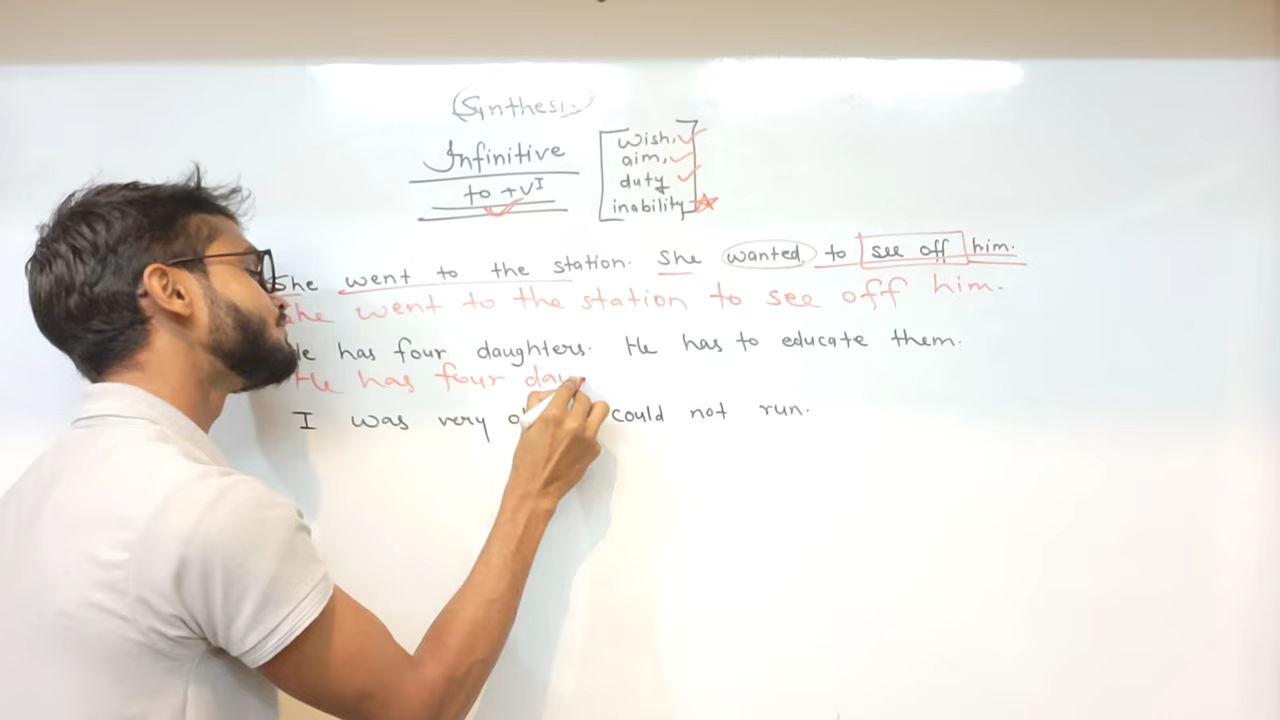 (Synthesis)
Infinitive
to + V I
wish,
aim,
duty
inability
She went to the station. She wanted to see off him.
She went to the station to see off him.
He has four daughters. He has to educate them.
He has four dau
I was very could not run.